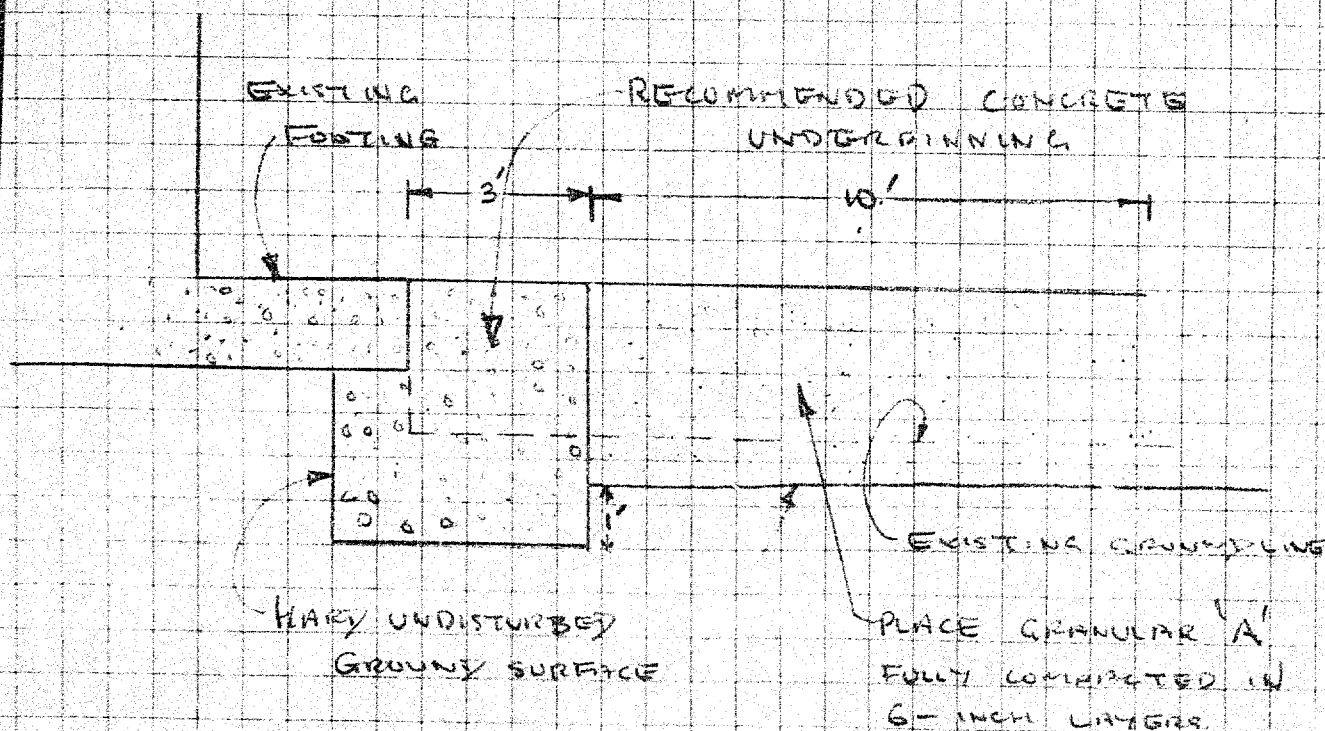 EXISTING
FOOTING
RECOMMENDED CONCRETE
UNDERPINNING
3'
10'
1'
EXISTING GROUNDLINE
HARD UNDISTURBED
GROUND SURFACE
PLACE GRANULAR 'A'
FULLY COMPACTED IN
6-INCH LAYERS